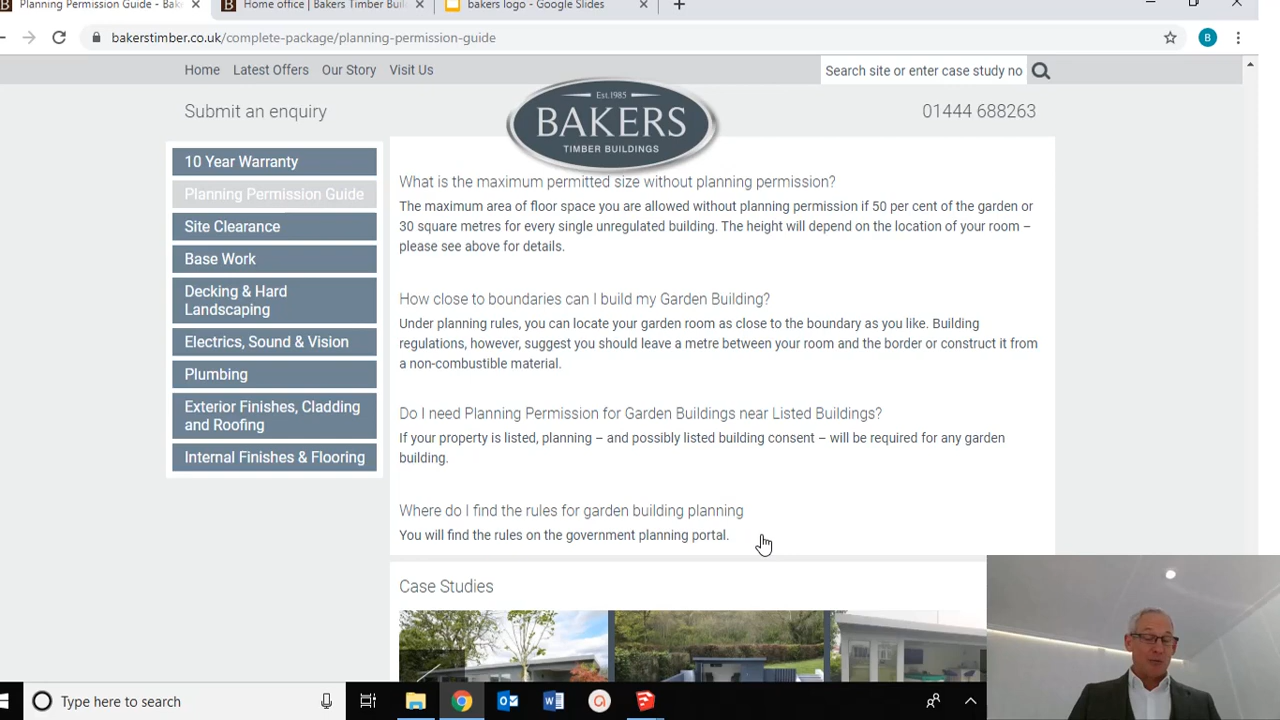 Planning Permission Guide - Bak
Home office | Bakers Timber Buil
bakers logo - Google Slides
bakerstimber.co.uk/complete-package/planning-permission-guide
B
Home
Latest Offers
Our Story
Visit Us
Search site or enter case study no
Submit an enquiry
Est.1985
BAKERS
TIMBER BUILDINGS
01444 688263
10 Year Warranty
Planning Permission Guide
Site Clearance
Base Work
Decking & Hard
Landscaping
Electrics, Sound & Vision
Plumbing
Exterior Finishes, Cladding
and Roofing
Internal Finishes & Flooring
What is the maximum permitted size without planning permission?
The maximum area of floor space you are allowed without planning permission if 50 per cent of the garden or
30 square metres for every single unregulated building. The height will depend on the location of your room –
please see above for details.
How close to boundaries can I build my Garden Building?
Under planning rules, you can locate your garden room as close to the boundary as you like. Building
regulations, however, suggest you should leave a metre between your room and the border or construct it from
a non-combustible material.
Do I need Planning Permission for Garden Buildings near Listed Buildings?
If your property is listed, planning – and possibly listed building consent – will be required for any garden
building.
Where do I find the rules for garden building planning
You will find the rules on the government planning portal.
Case Studies
Type here to search